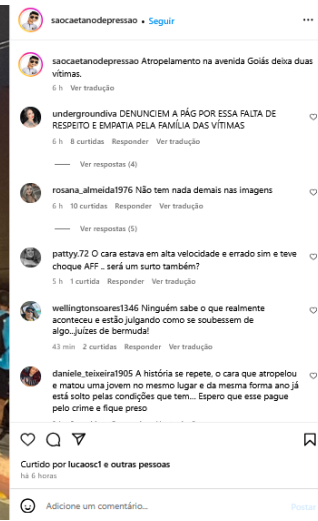 saocaetanodepressao • Seguir
saocaetanodepressao Atropelamento na avenida Goiás deixa duas
vítimas.
6 h Ver tradução
undergroundiva DENUNCIEM A PÁG POR ESSA FALTA DE
RESPEITO E EMPATIA PELA FAMÍLIA DAS VÍTIMAS
6 h 8 curtidas Responder Ver tradução
Ver respostas (4)
rosana_almeida1976 Não tem nada demais nas imagens
6 h 10 curtidas Responder Ver tradução
Ver respostas (5)
pattyy.72 O cara estava em alta velocidade e errado sim e teve
choque AFF .. será um surto também?
5 h 1 curtida Responder Ver tradução
wellingtonsoares1346 Ninguém sabe o que realmente
aconteceu e estão julgando como se soubessem de
algo...juízes de bermuda!
43 min 2 curtidas Responder Ver tradução
daniele_teixeira1905 A história se repete, o cara que atropelou
e matou uma jovem no mesmo lugar e da mesma forma ano já
está solto pelas condições que tem... Espero que esse pague
pelo crime e fique preso
Curtido por lucaosc1 e outras pessoas
há 6 horas
Adicione um comentário...
Postar